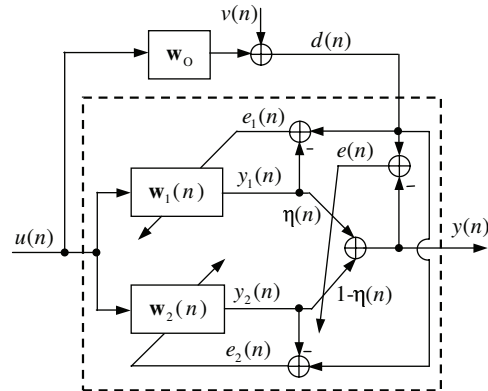 v(n)
w_O
d(n)
e_1(n)
-
e(n)
-
w_1(n)
y_1(n)
η(n)
u(n)
y(n)
w_2(n)
y_2(n)
1-η(n)
-
e_2(n)